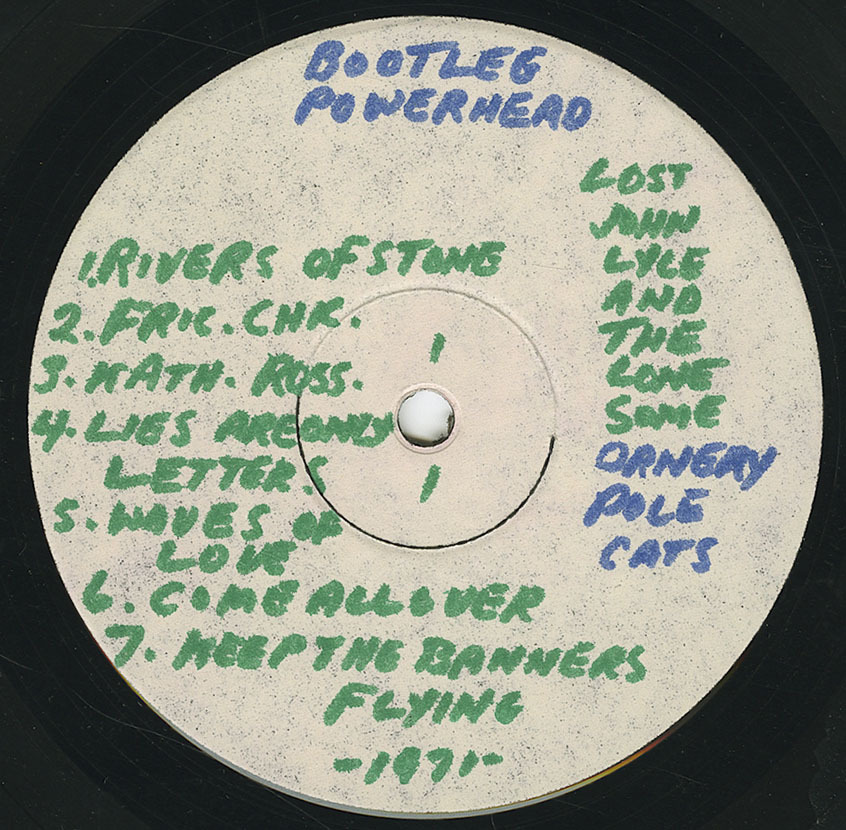 BOOTLEG
POWERHEAD
LOST
JOHN
LYLE
AND
THE
LONE
SOME
ORNERY
POLE
CATS
1. RIVERS OF STONE
2. FRIC. CHR.
3. KATH. ROSS.
4. LIES ARE ONLY
LETTERS
5. WAVES OF
LOVE
6. COME ALL OVER
7. KEEP THE BANNERS
FLYING
-1971-
1
1